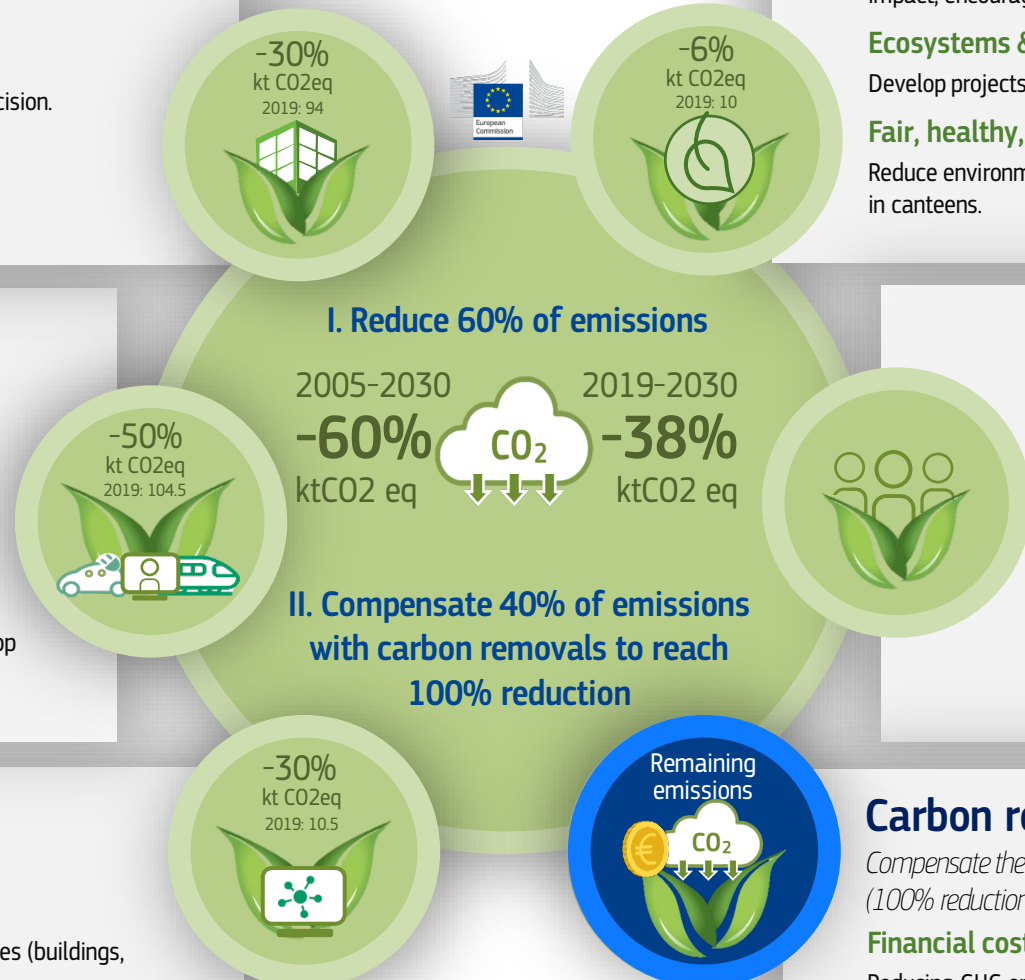 -30%
kt CO2eq
2019: 94
European
Commission
-6%
kt CO2eq
2019: 10
cision.
Ecosystems &
Develop projects
Fair, healthy,
Reduce environm
in canteens.
I. Reduce 60% of emissions
2005-2030
-60%
ktCO2 eq
CO2
2019-2030
-38%
ktCO2 eq
-50%
kt CO2eq
2019: 104.5
II. Compensate 40% of emissions
with carbon removals to reach
100% reduction
op
-30%
kt CO2eq
2019: 10.5
Remaining
emissions
€
CO2
Carbon re
Compensate the
(100% reduction
Financial cost
es (buildings,